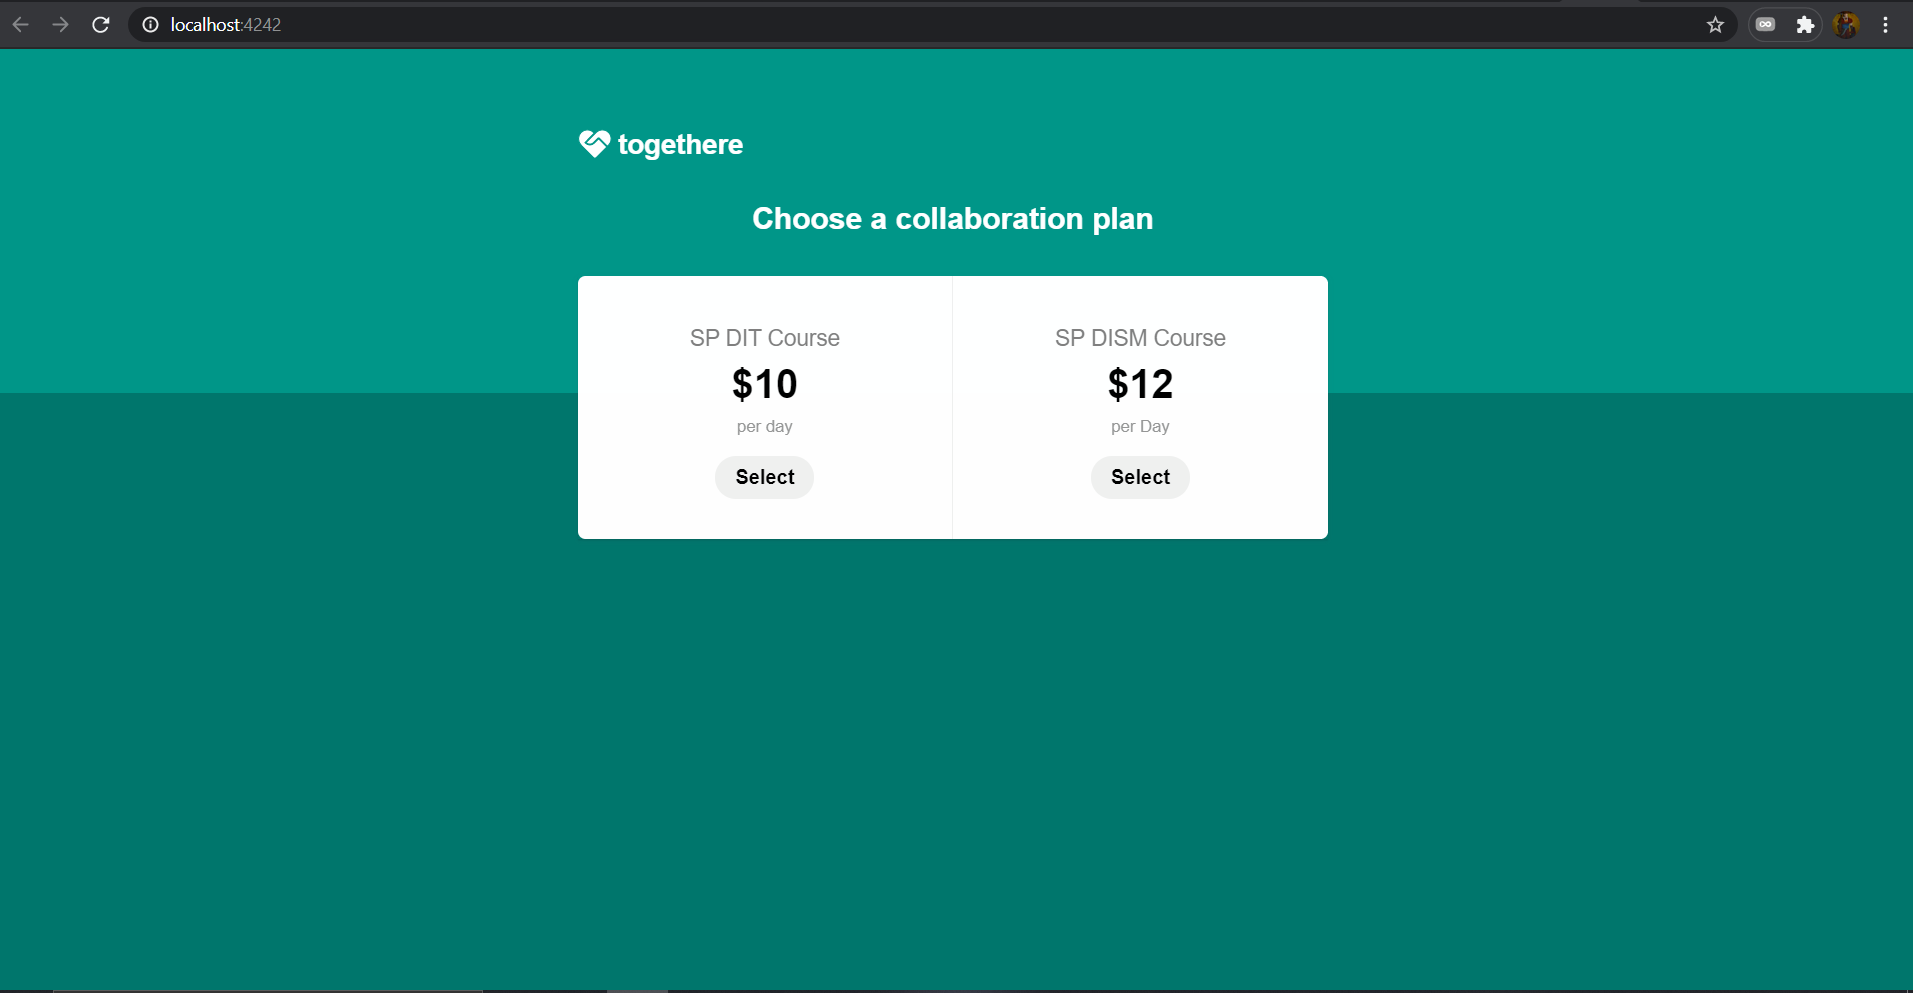 localhost:4242
togethere
Choose a collaboration plan
SP DIT Course
$10
per day
Select
SP DISM Course
$12
per Day
Select